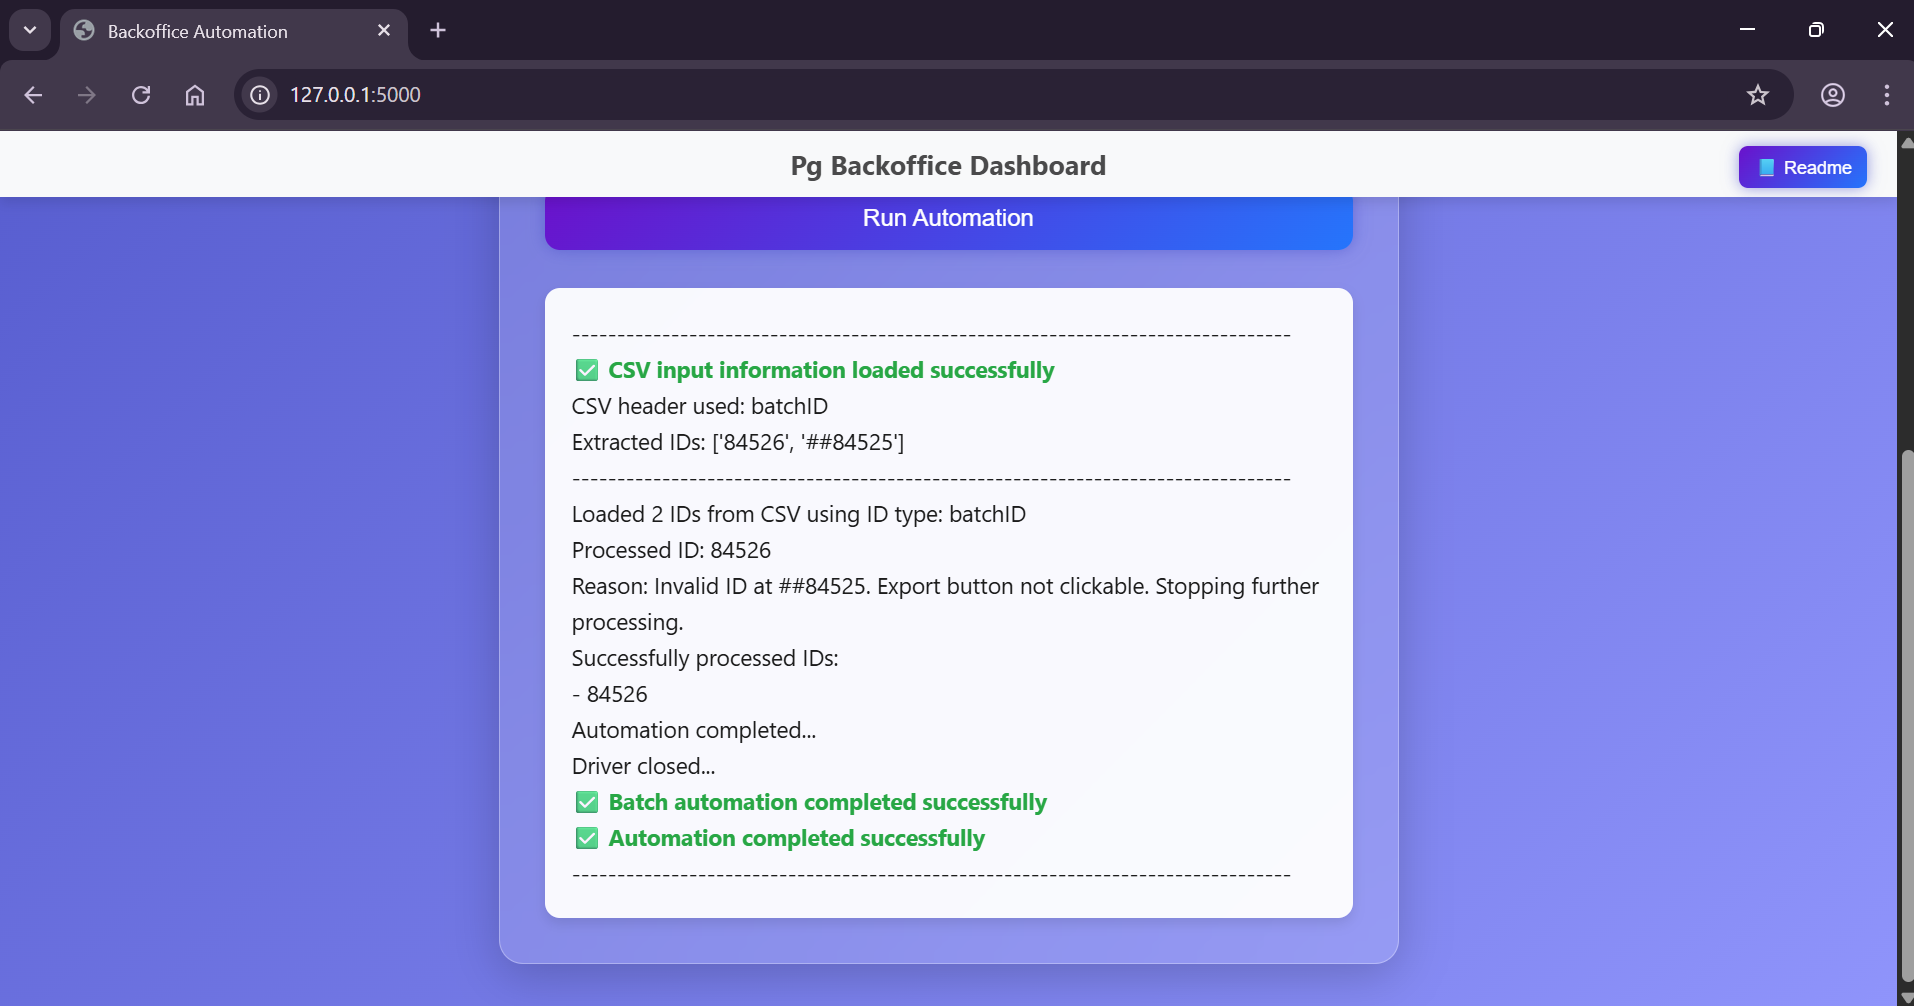 Backoffice Automation
127.0.0.1:5000
Pg Backoffice Dashboard
Readme
Run Automation
--------------------------------------------------------------------------------
✅ CSV input information loaded successfully
CSV header used: batchID
Extracted IDs: ['84526', '##84525']
--------------------------------------------------------------------------------
Loaded 2 IDs from CSV using ID type: batchID
Processed ID: 84526
Reason: Invalid ID at ##84525. Export button not clickable. Stopping further
processing.
Successfully processed IDs:
- 84526
Automation completed...
Driver closed...
✅ Batch automation completed successfully
✅ Automation completed successfully
--------------------------------------------------------------------------------